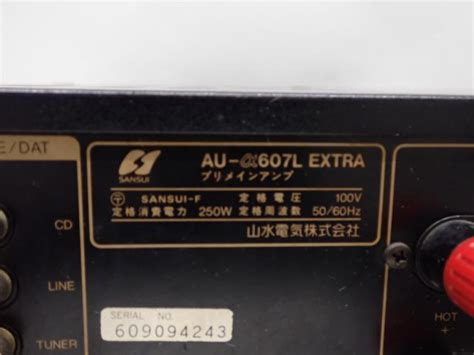 E/DAT
SANSUI
AU-α607L EXTRA
プリメインアンプ
SANSUI-F 定格電圧 100V
定格消費電力 250W 定格周波数 50/60Hz
山水電気株式会社
CD
LINE
TUNER
SERIAL NO.
609094243
HOT
+